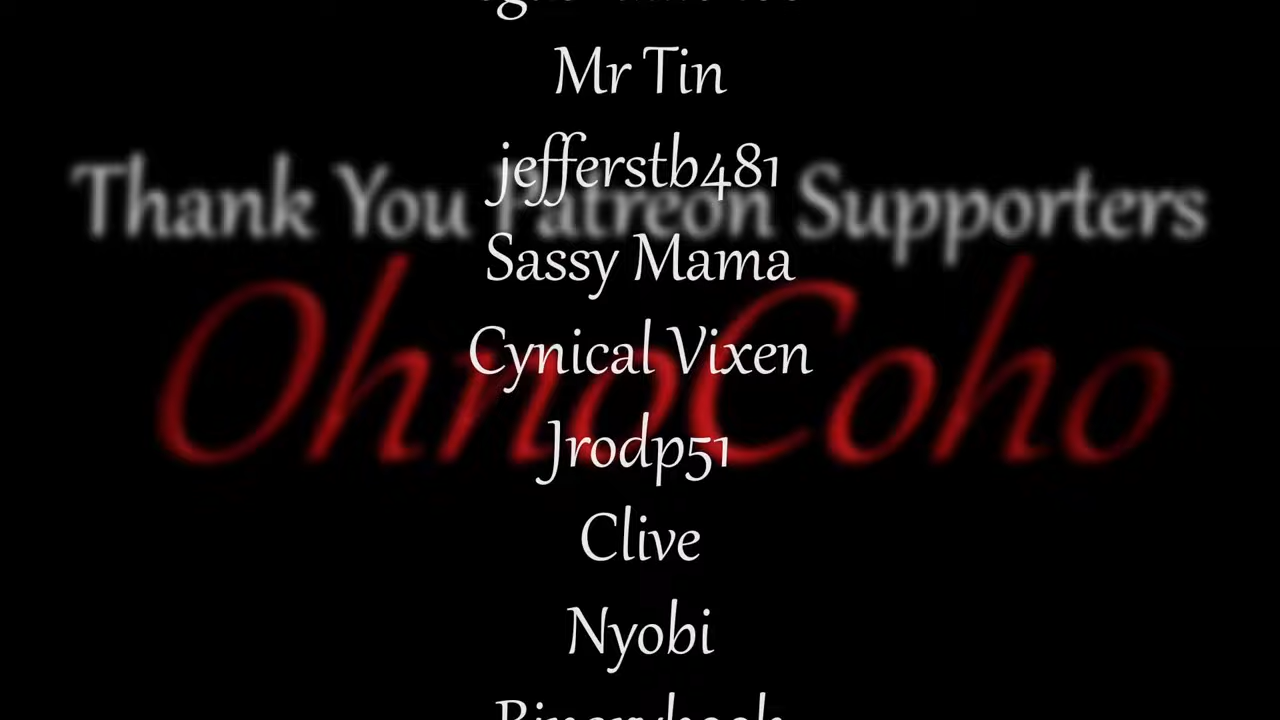 Mr Tin
jefferstb481
Thank You Patreon Supporters
Sassy Mama
OhnoCoho
Cynical Vixen
Jrodp51
Clive
Nyobi